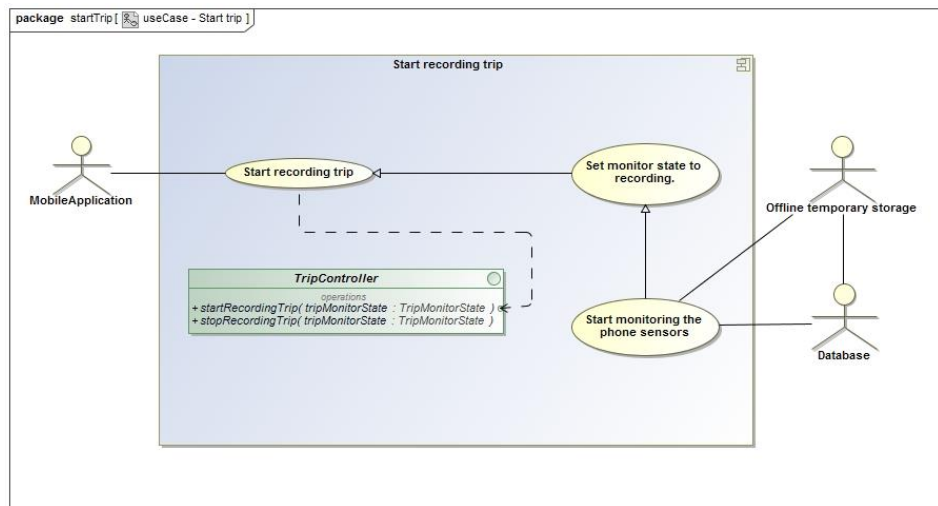 package startTrip [ useCase - Start trip ]
Start recording trip
MobileApplication
Start recording trip
Set monitor state to
recording.
Offline temporary storage
TripController
operations
+ startRecordingTrip( tripMonitorState : TripMonitorState )
+ stopRecordingTrip( tripMonitorState : TripMonitorState )
Start monitoring the
phone sensors
Database